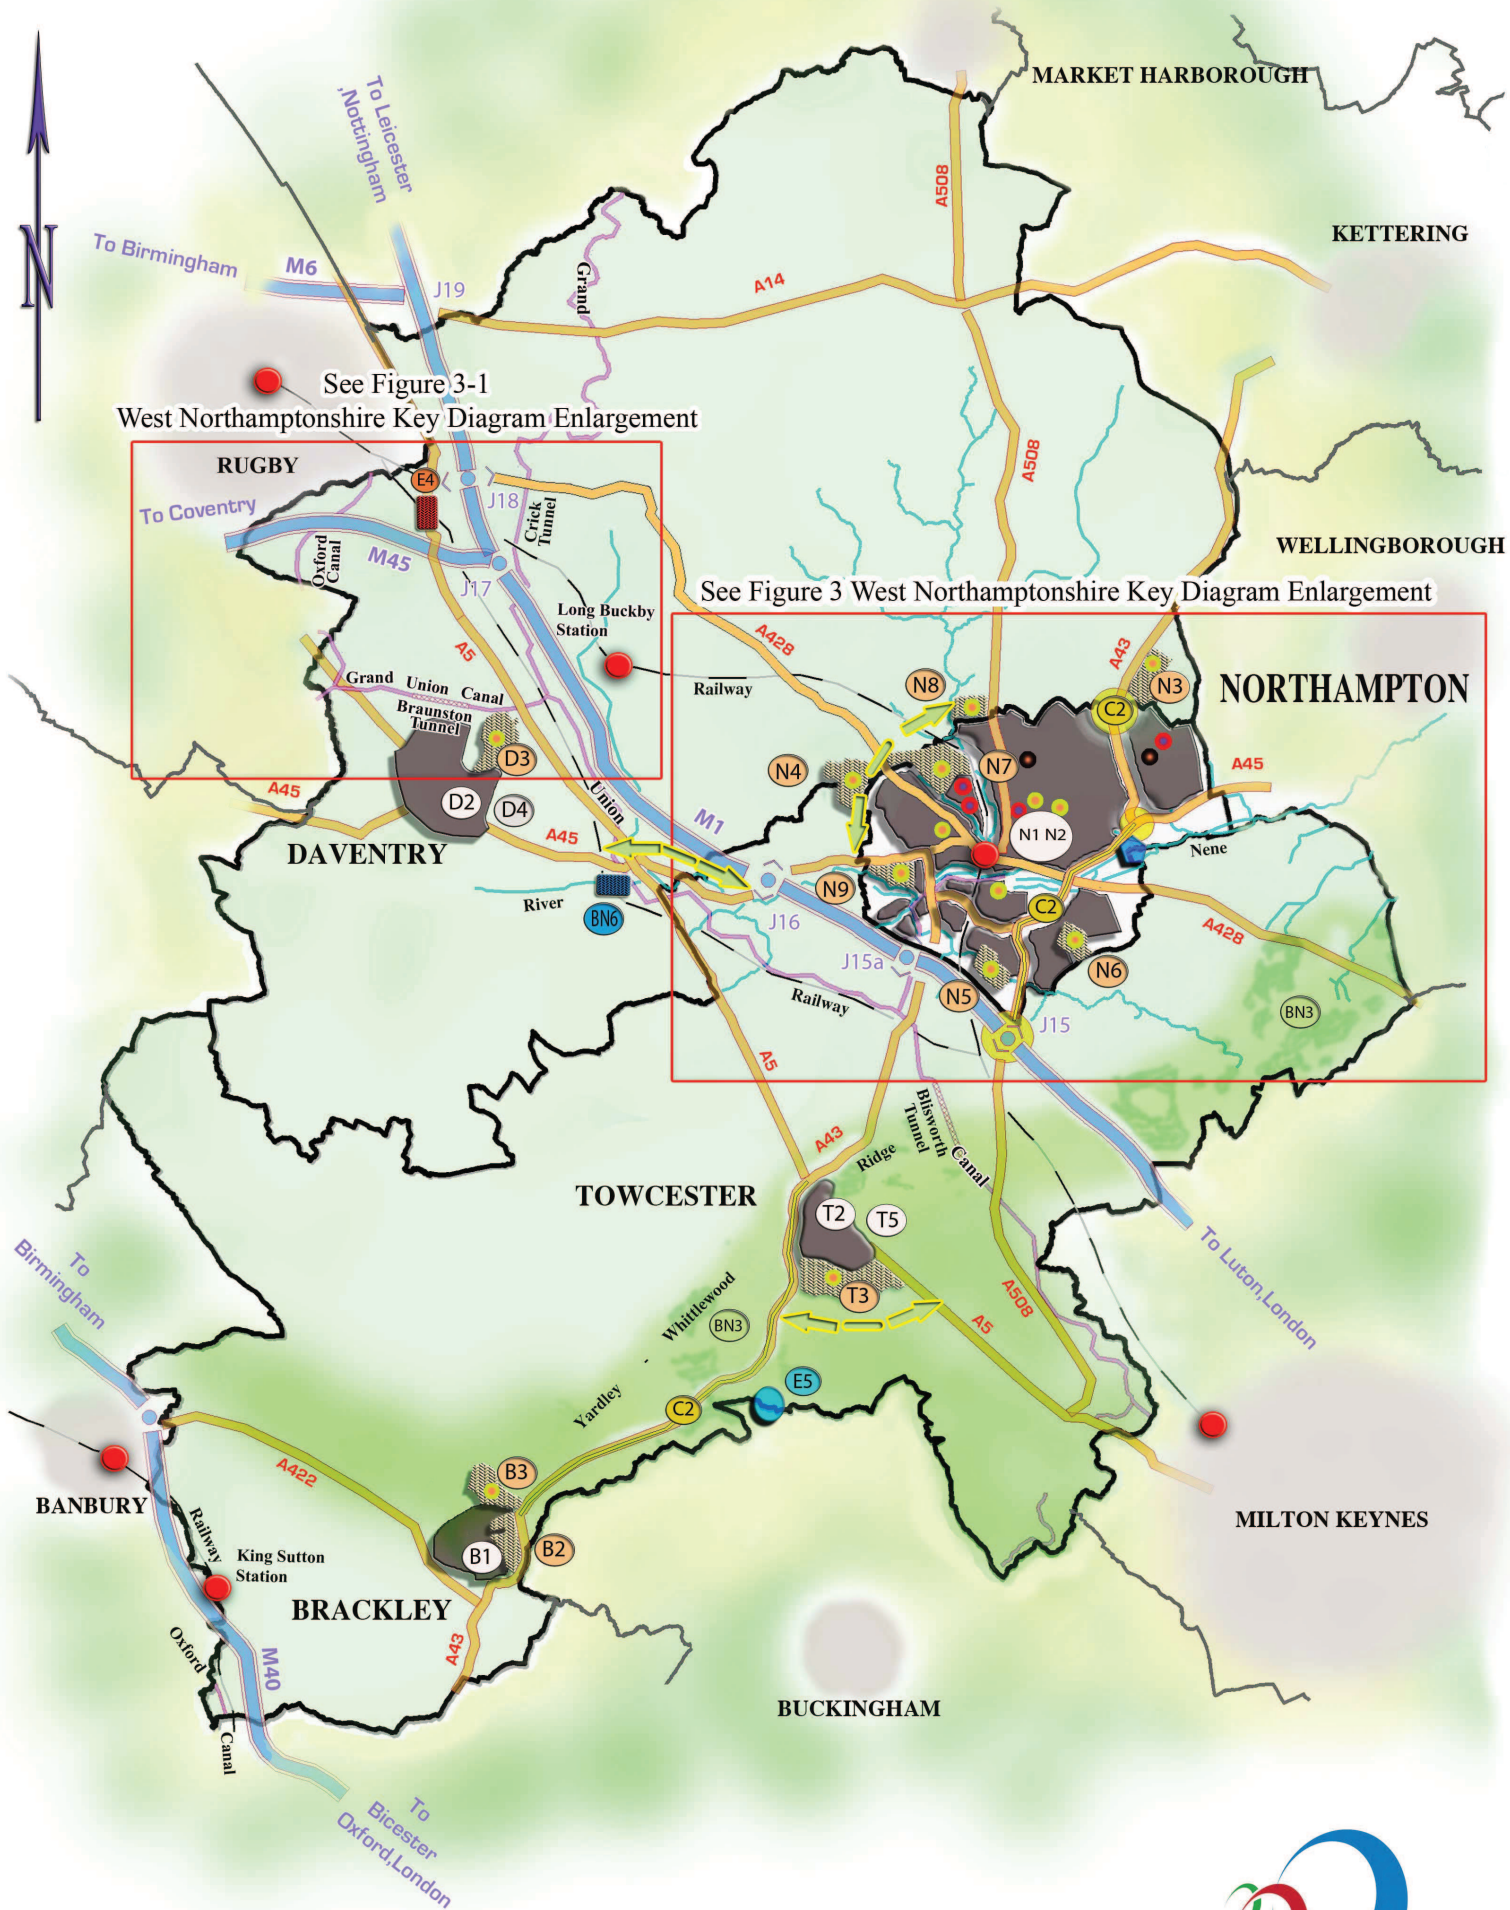 MARKET HARBOROUGH
To Leicester
,Nottingham
A508
N
KETTERING
To Birmingham
M6
J19
Grand
A14
See Figure 3-1
West Northamptonshire Key Diagram Enlargement
A508
RUGBY
E4
J18
To Coventry
Crick
Tunnel
M45
Oxford
Canal
J17
WELLINGBOROUGH
See Figure 3 West Northamptonshire Key Diagram Enlargement
Long Buckby
Station
A5
A428
A43
Railway
Grand Union Canal
Braunston
Tunnel
N8
N3
NORTHAMPTON
C2
D3
N4
N7
A45
A45
D2
D4
Union
M1
A45
N1 N2
DAVENTRY
Nene
N9
River
BN6
J16
C2
A428
J15a
N6
Railway
N5
J15
BN3
A5
A43
Ridge
Blisworth
Tunnel
Canal
TOWCESTER
T2
T5
To
Birmingham
To Luton,London
T3
A508
Whittlewood
BN3
A5
E5
Yardley
C2
A422
B3
BANBURY
MILTON KEYNES
Railway
King Sutton
Station
B1
B2
BRACKLEY
Oxford
M40
A43
BUCKINGHAM
Canal
To
Bicester
Oxford,London